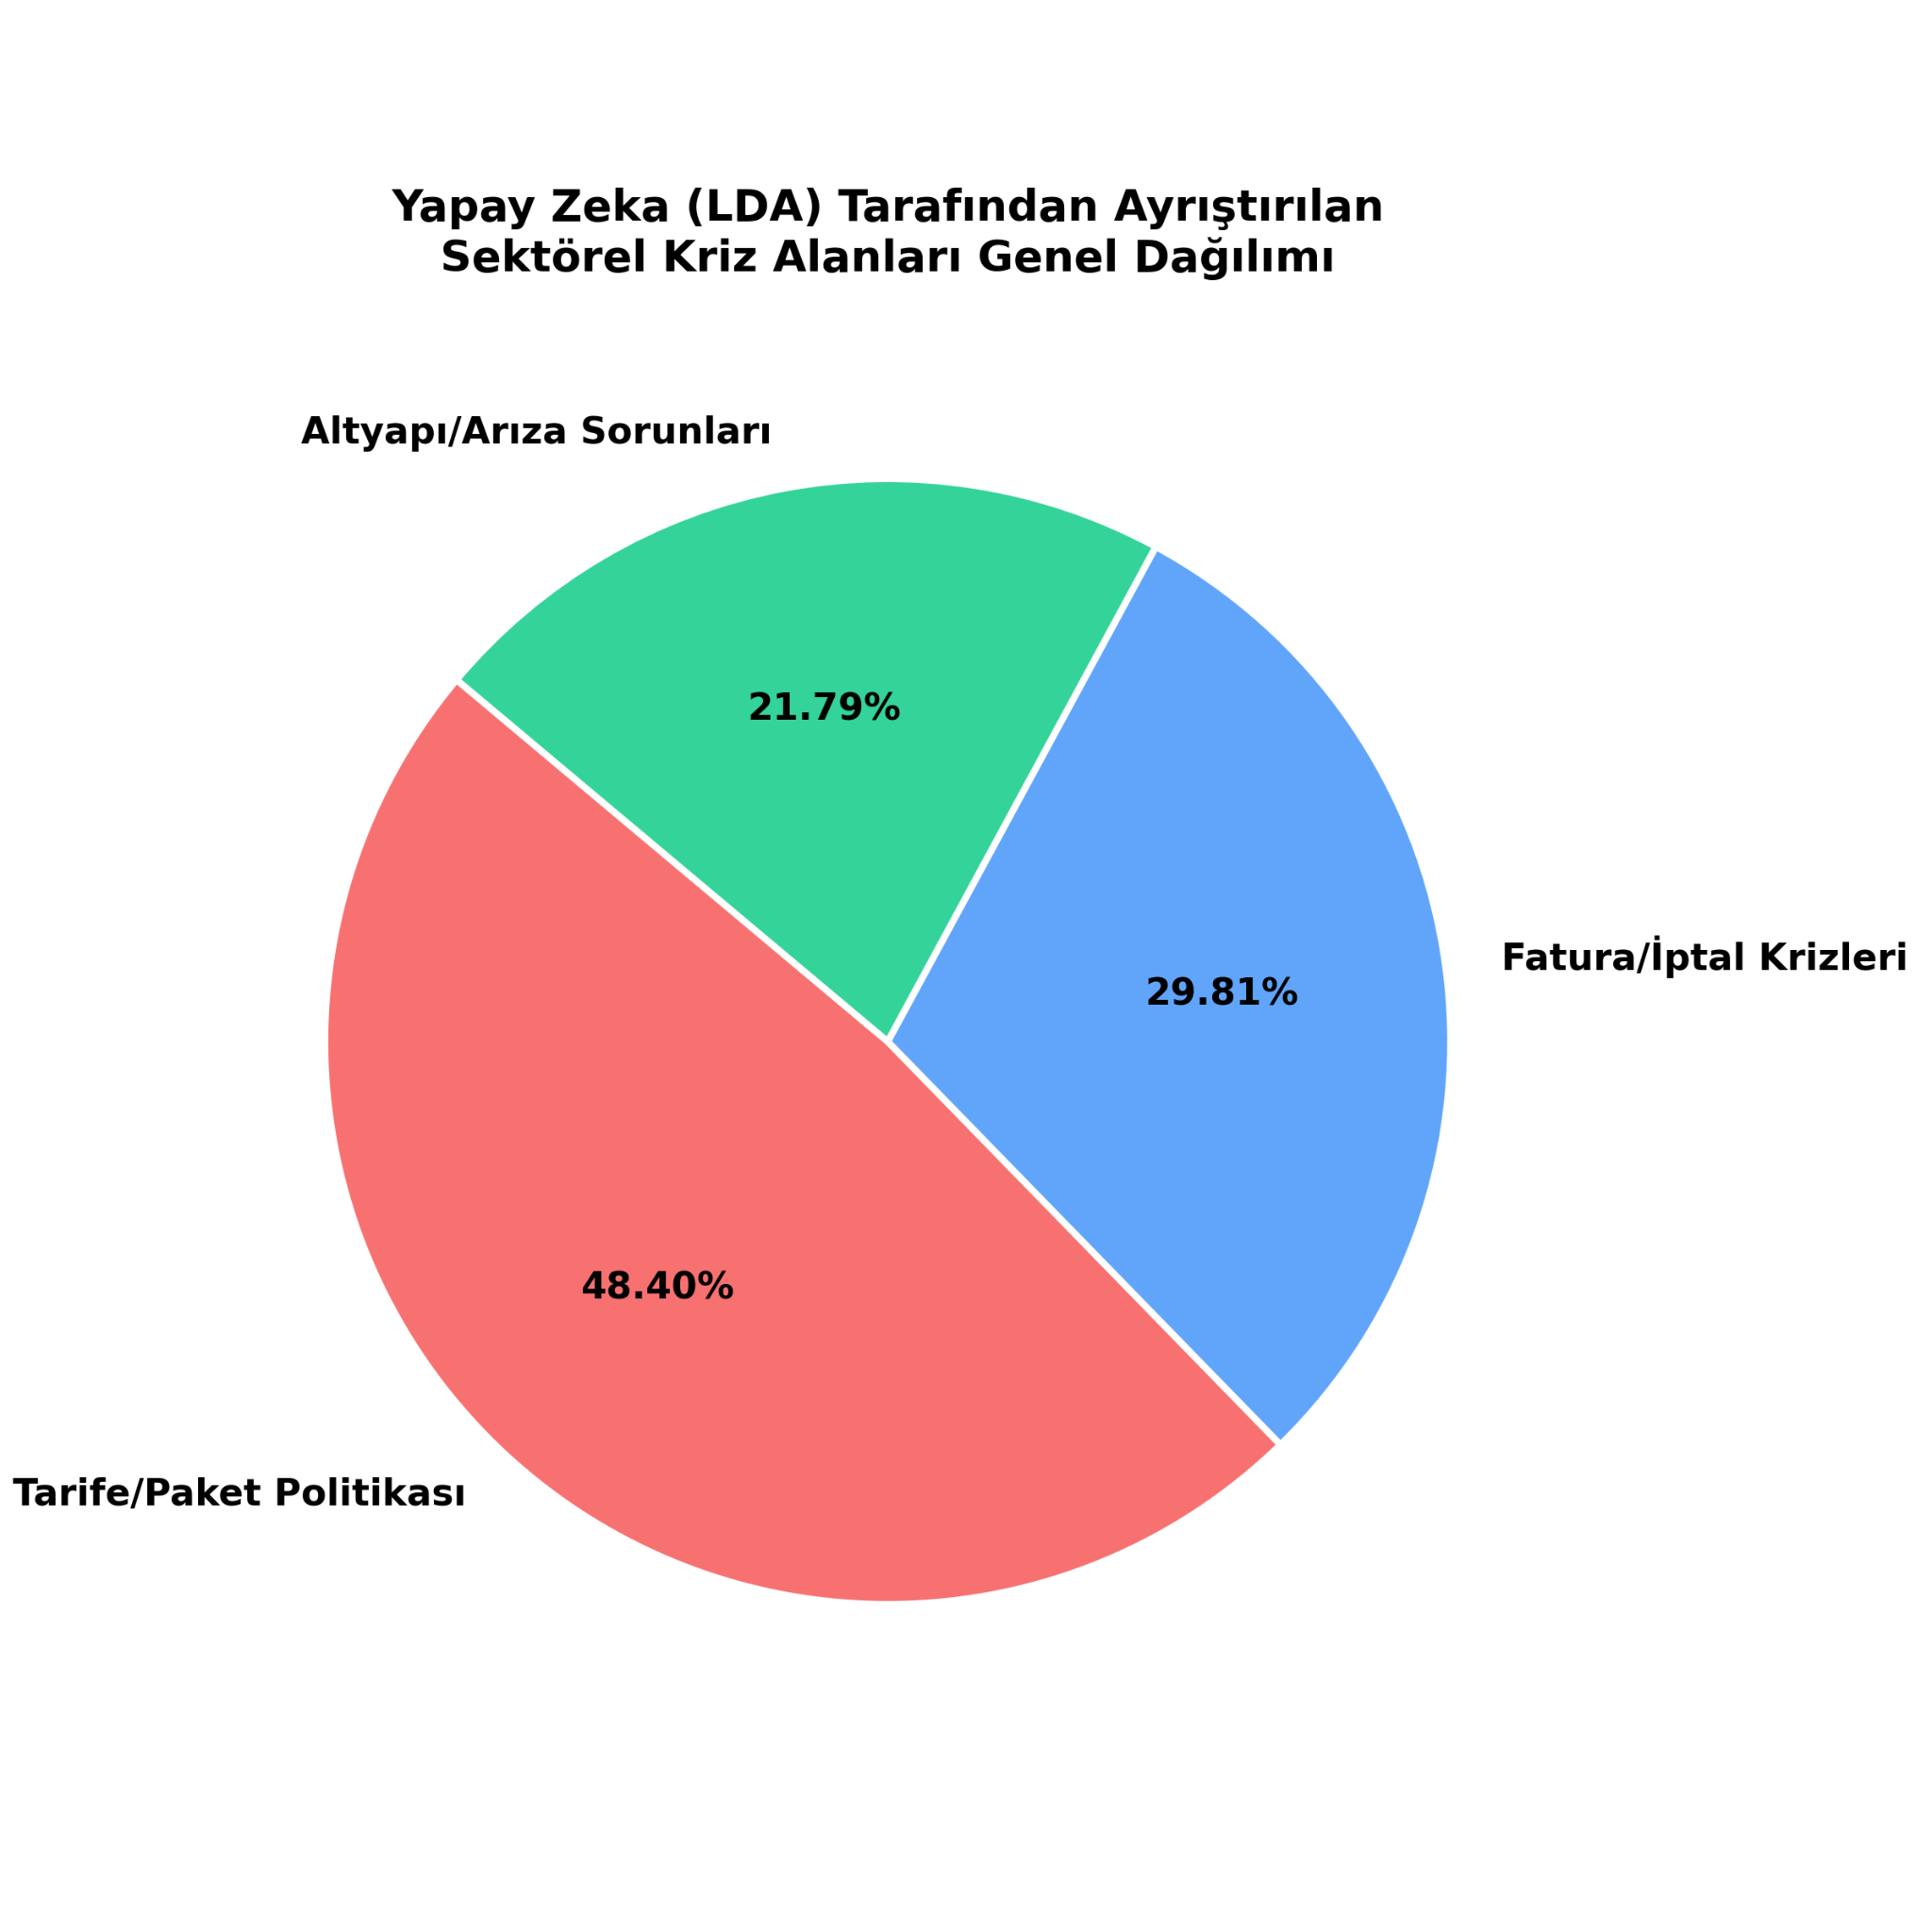 Yapay Zeka (LDA) Tarafından Ayrıştırılan
Sektörel Kriz Alanları Genel Dağılımı
Altyapı/Arıza Sorunları
21.79%
Fatura/İptal Krizleri
29.81%
48.40%
Tarife/Paket Politikası